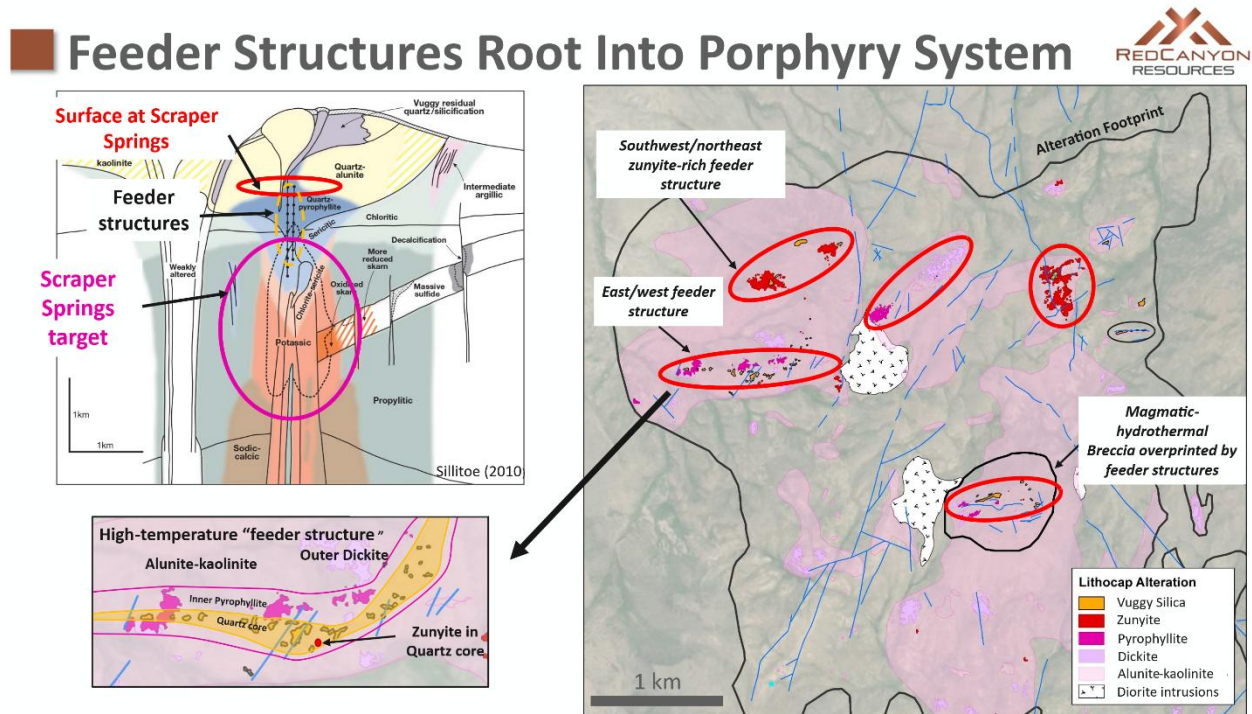 Feeder Structures Root Into Porphyry System
REDCANYON
RESOURCES
Surface at Scraper
Springs
Feeder
structures
Scraper
Springs
target
Vuggy residual
quartz/silicification
kaolinite
Quartz-
alunite
Intermediate
argillic
Quartz-
pyrophyllite
Chloritic
Sericitic
Decalcification
More
reduced
skarn
Weakly
altered
Massive
sulfide
Oxidized
skarn
Chlorite-sericite
Potassic
Propylitic
1km
1km
Sodic-
calcic
Sillitoe (2010)
High-temperature “feeder structure”
Outer Dickite
Alunite-kaolinite
Inner Pyrophyllite
Quartz core
Zunyite in
Quartz core
Southwest/northeast
zunyite-rich feeder
structure
East/west feeder
structure
Alteration Footprint
Magmatic-
hydrothermal
Breccia overprinted by
feeder structures
1 km
Lithocap Alteration
Vuggy Silica
Zunyite
Pyrophyllite
Dickite
Alunite-kaolinite
Diorite intrusions